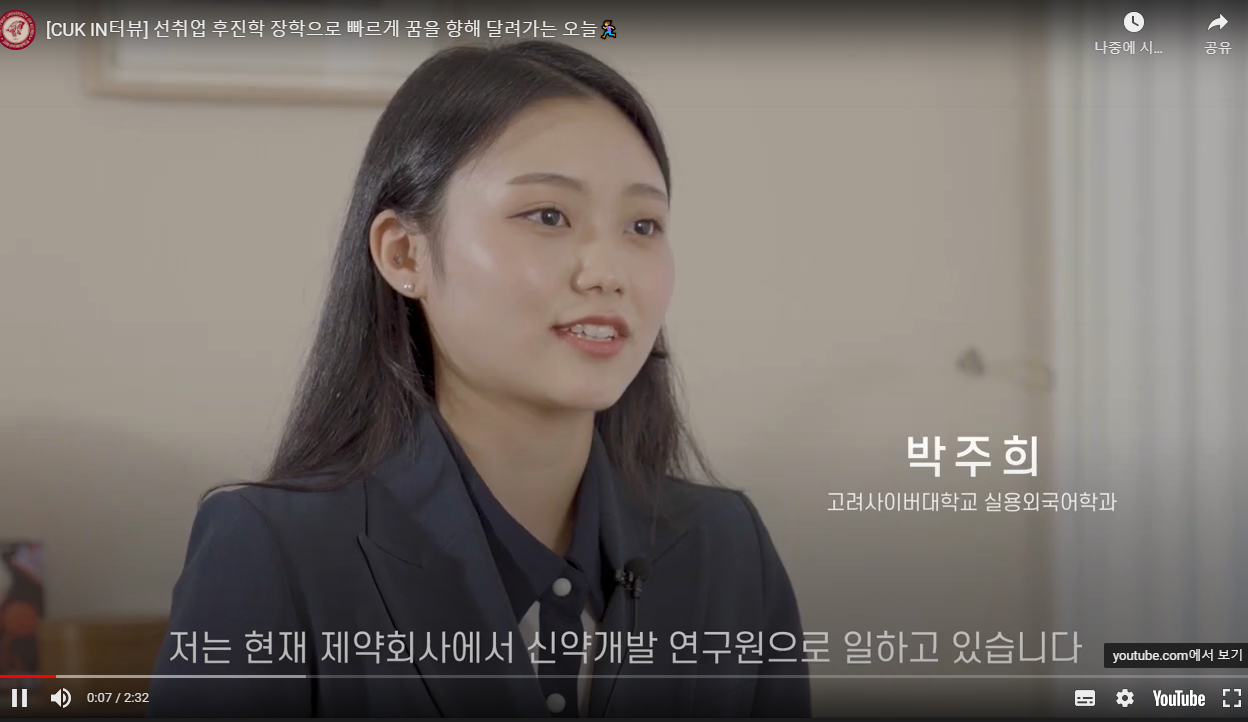 [CUK IN터뷰] 선취업 후진학 장학으로 빠르게 꿈을 향해 달려가는 오늘🏃‍♀️
나중에 시...
공유
박주희
고려사이버대학교 실용외국어학과
저는 현재 제약회사에서 신약개발 연구원으로 일하고 있습니다
youtube.com에서 보기
0:07 / 2:32
YouTube